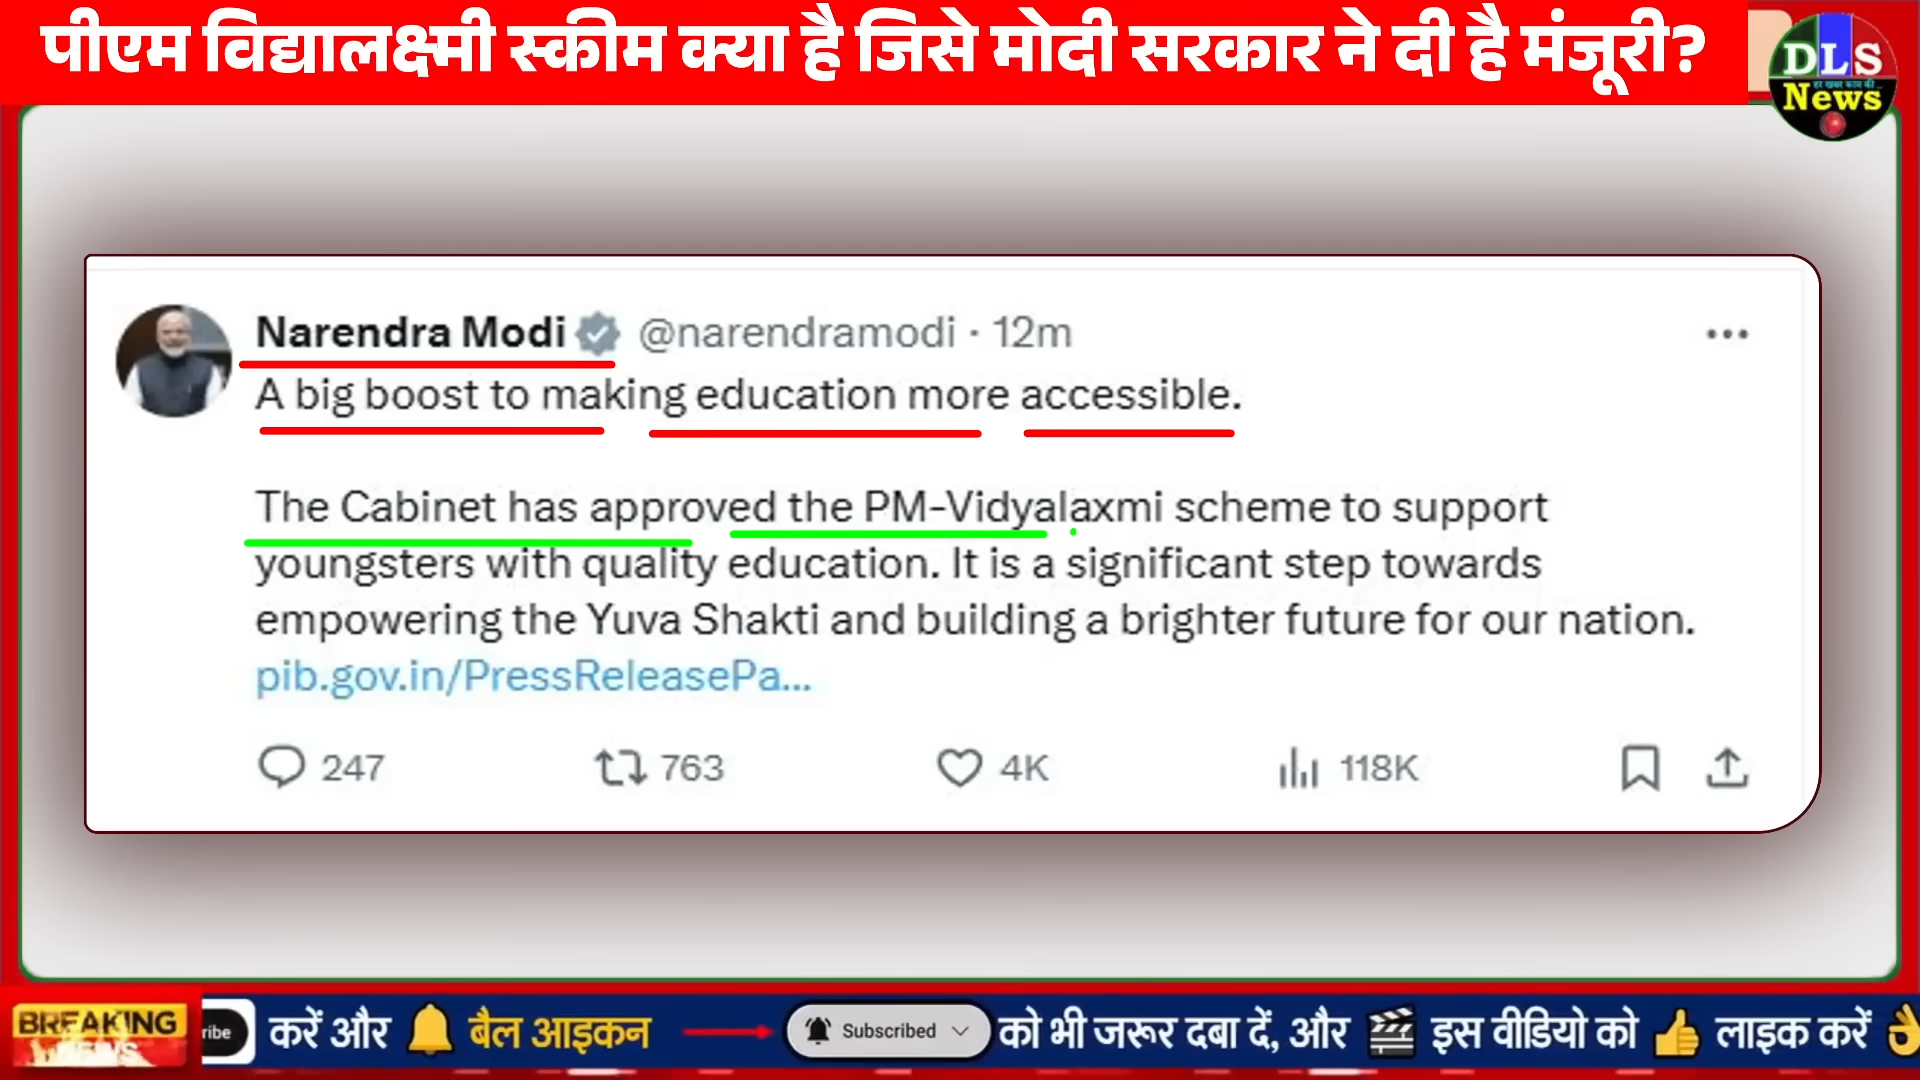 पीएम विद्यालक्ष्मी स्कीम क्या है जिसे मोदी सरकार ने दी है मंजूरी?
DLS
हर खबर काम की
News
Narendra Modi @narendramodi · 12m
A big boost to making education more accessible.
The Cabinet has approved the PM-Vidyalaxmi scheme to support
youngsters with quality education. It is a significant step towards
empowering the Yuva Shakti and building a brighter future for our nation.
pib.gov.in/PressReleasePa...
247 763 4K 118K
BREAKING
NEWS
ribe करें और बैल आइकन Subscribed को भी जरूर दबा दें, और इस वीडियो को लाइक करें